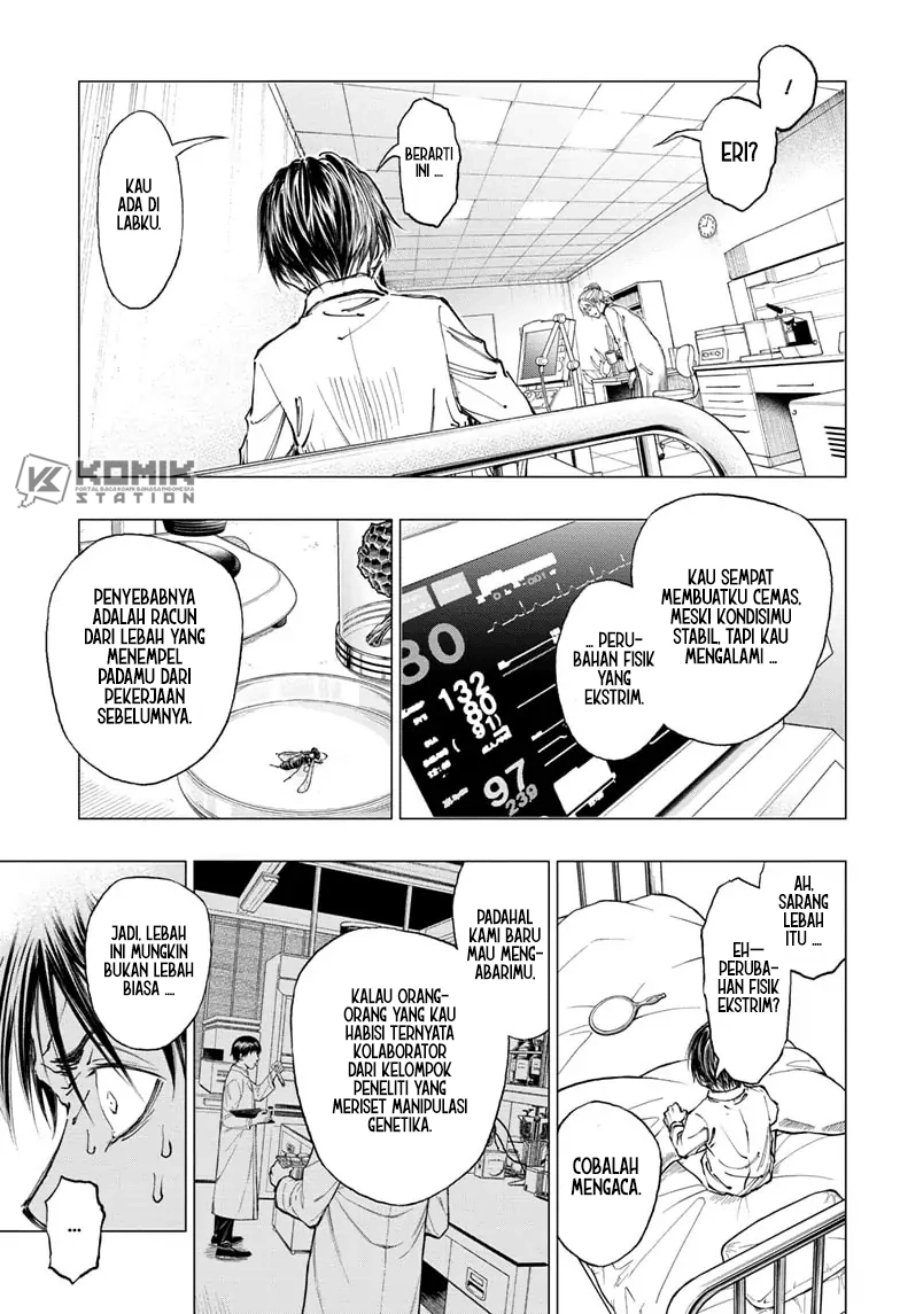 !
ERI?
BERARTI
INI ....
KAU
ADA DI
LABKU.
KOMIK
STATION
KAU SEMPAT
MEMBUATKU CEMAS,
MESKI KONDISIMU
STABIL, TAPI KAU
MENGALAMI ...
... PERU-
BAHAN FISIK
YANG
EKSTRIM.
80
132
80
91)
97
239
PENYEBABNYA
ADALAH RACUN
DARI LEBAH YANG
MENEMPEL
PADAMU DARI
PEKERJAAN
SEBELUMNYA.
AH,
SARANG
LEBAH
ITU ....
EH—
PERUBA-
HAN FISIK
EKSTRIM?
COBALAH
MENGACA.
PADAHAL
KAMI BARU
MAU MENG-
ABARIMU,
KALAU ORANG-
ORANG YANG KAU
HABISI TERNYATA
KOLABORATOR
DARI KELOMPOK
PENELITI YANG
MERISET MANIPULASI
GENETIKA.
JADI, LEBAH
INI MUNGKIN
BUKAN LEBAH
BIASA ....
...